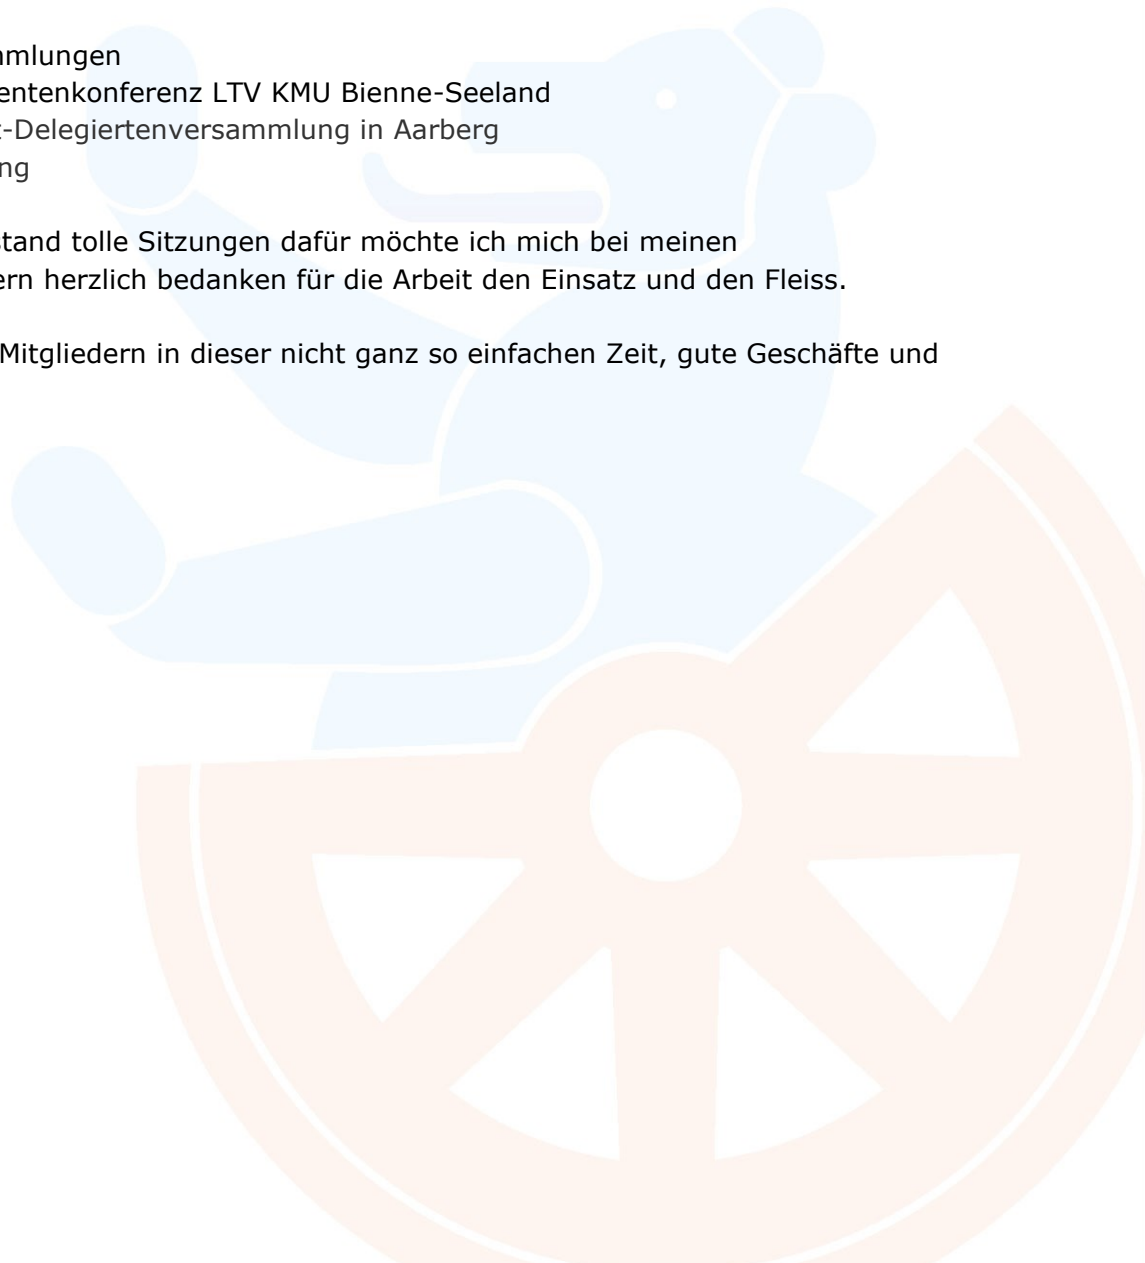 mmlungen
entenkonferenz LTV KMU Bienne-Seeland
t-Delegiertenversammlung in Aarberg
ng
stand tolle Sitzungen dafür möchte ich mich bei meinen
ern herzlich bedanken für die Arbeit den Einsatz und den Fleiss.
Mitgliedern in dieser nicht ganz so einfachen Zeit, gute Geschäfte und